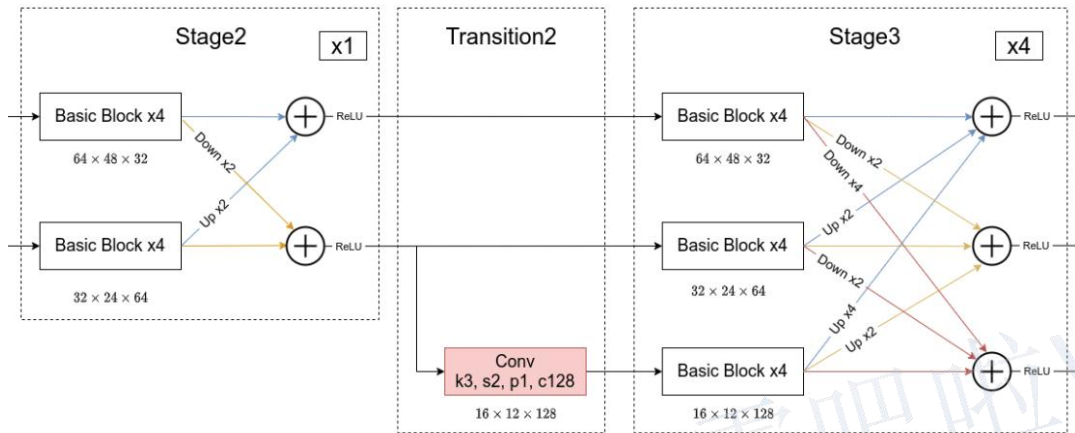 Stage2
x1
Basic Block x4
64 × 48 × 32
Down x2
Up x2
ReLU
Basic Block x4
32 × 24 × 64
ReLU
Transition2
Conv
k3, s2, p1, c128
16 × 12 × 128
Stage3
x4
Basic Block x4
64 × 48 × 32
Down x2
Down x4
Up x2
ReLU
Basic Block x4
32 × 24 × 64
Down x2
Up x4
Up x2
ReLU
Basic Block x4
16 × 12 × 128
ReLU